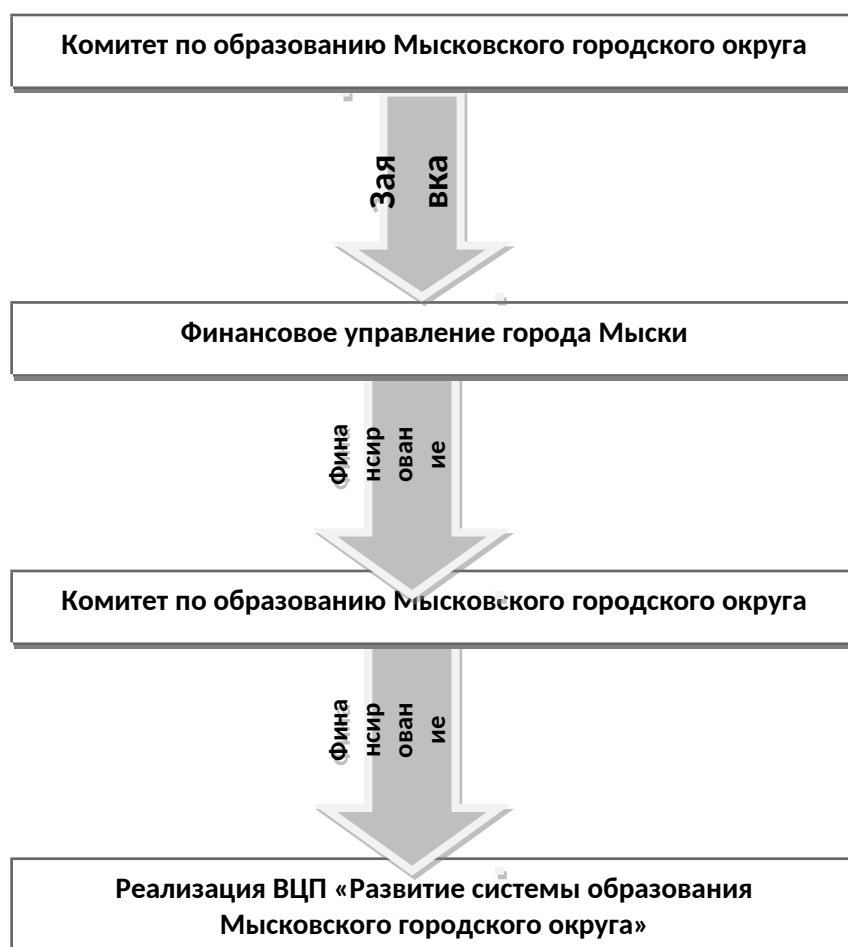 Комитет по образованию Мысковского городского округа
Зая
вка
Финансовое управление города Мыски
Фина
нсир
ован
ие
Комитет по образованию Мысковского городского округа
Фина
нсир
ован
ие
Реализация ВЦП «Развитие системы образования
Мысковского городского округа»